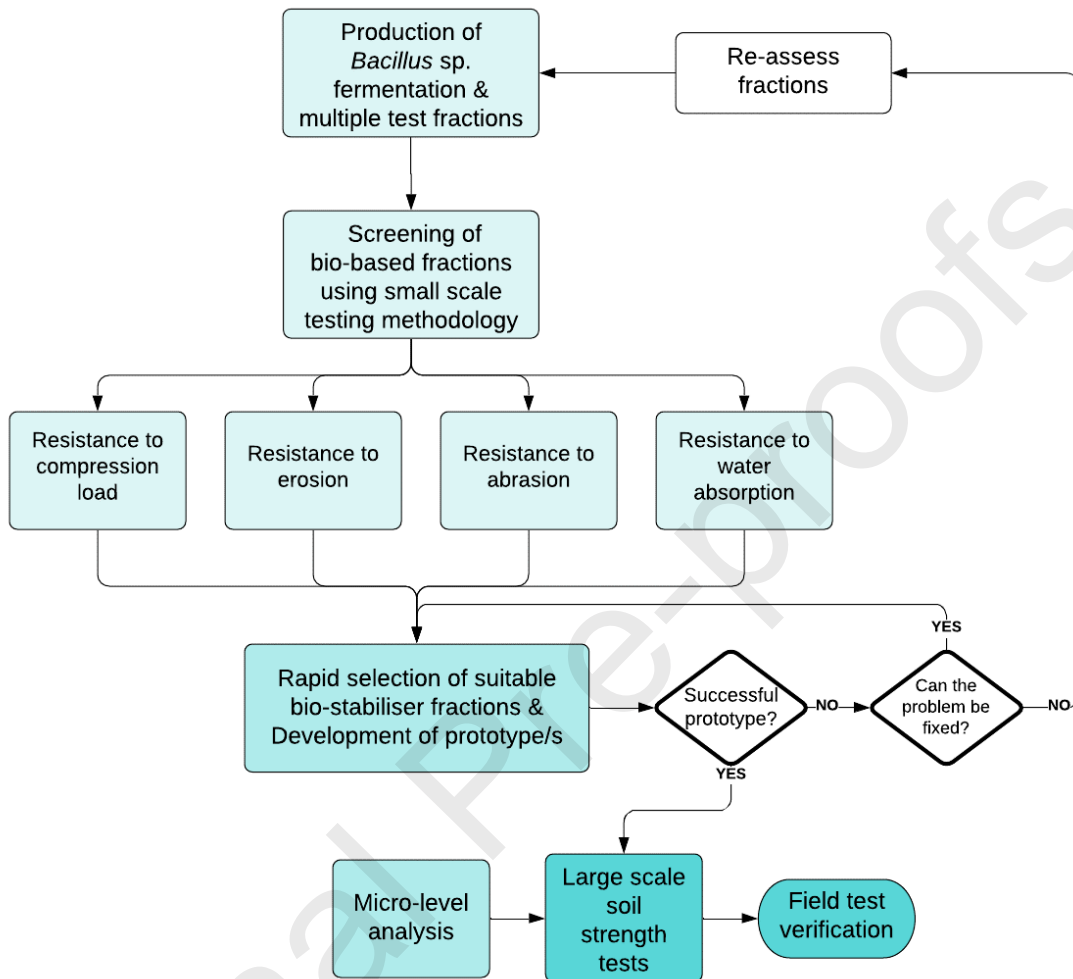 Production of
Bacillus sp.
fermentation &
multiple test fractions
Re-assess
fractions
Screening of
bio-based fractions
using small scale
testing methodology
Resistance to
compression
load
Resistance to
erosion
Resistance to
abrasion
Resistance to
water
absorption
Rapid selection of suitable
bio-stabiliser fractions &
Development of prototype/s
Successful
prototype?
NO
YES
Can the
problem be
fixed?
YES
NO
Micro-level
analysis
Large scale
soil
strength
tests
Field test
verification
al Pre-proofs